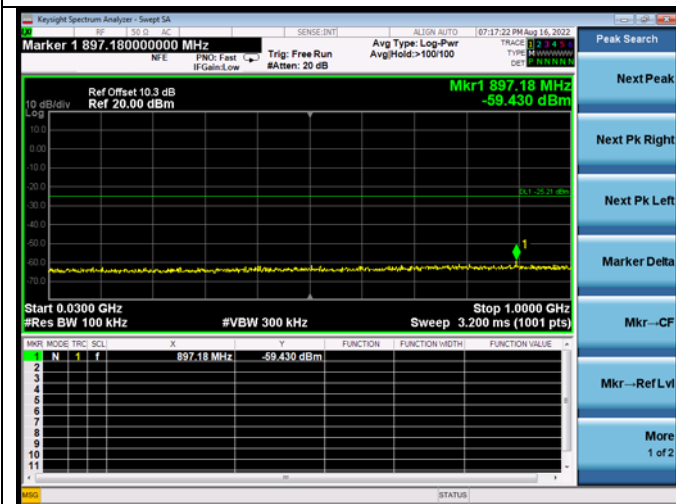 Keysight Spectrum Analyzer - Swept SA
RF 50 Ω AC SENSE:INT ALIGN AUTO 07:17:22 PM Aug 16, 2022
Marker 1 897.180000000 MHz
NFE
PNO: Fast
IFGain:Low
Trig: Free Run
#Atten: 20 dB
Avg Type: Log-Pwr
Avg|Hold:>100/100
TRACE 1 2 3 4 5 6
TYPE M W W W W W
DET P N N N N N
Peak Search
Next Peak
Next Pk Right
Next Pk Left
Marker Delta
Mkr→CF
Mkr→Ref Lvl
More
1 of 2
Ref Offset 10.3 dB
Ref 20.00 dBm
10 dB/div
Log
Mkr1 897.18 MHz
-59.430 dBm
10.0
0.00
-10.0
-20.0
-30.0
-40.0
-50.0
-60.0
-70.0
DL1 -25.21 dBm
1
Start 0.0300 GHz
#Res BW 100 kHz
#VBW 300 kHz
Stop 1.0000 GHz
Sweep 3.200 ms (1001 pts)
MKR MODE TRC SCL X Y FUNCTION FUNCTION WIDTH FUNCTION VALUE
1 N 1 f 897.18 MHz -59.430 dBm
2
3
4
5
6
7
8
9
10
11
MSG
STATUS